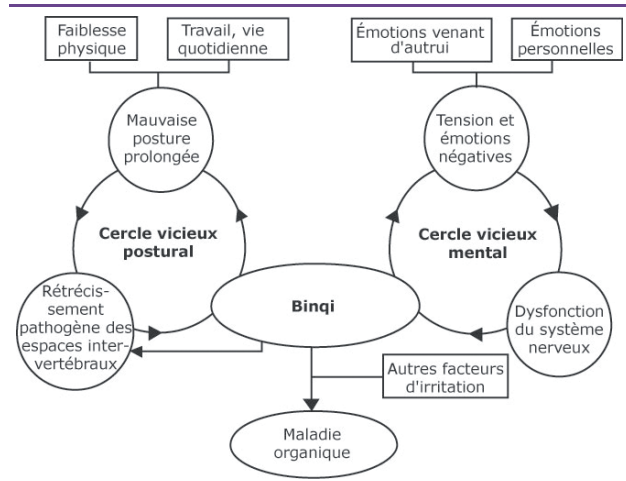 Faiblesse
physique
Travail, vie
quotidienne
Émotions venant
d'autrui
Émotions
personnelles
Mauvaise
posture
prolongée
Tension et
émotions
négatives
Cercle vicieux
postural
Cercle vicieux
mental
Rétrécis-
sement
pathogène des
espaces inter-
vertébraux
Binqi
Dysfonction
du système
nerveux
Autres facteurs
d'irritation
Maladie
organique